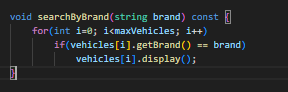 void searchByBrand(string brand) const {
    for(int i=0; i<maxVehicles; i++)
        if(vehicles[i].getBrand() == brand)
            vehicles[i].display();
}